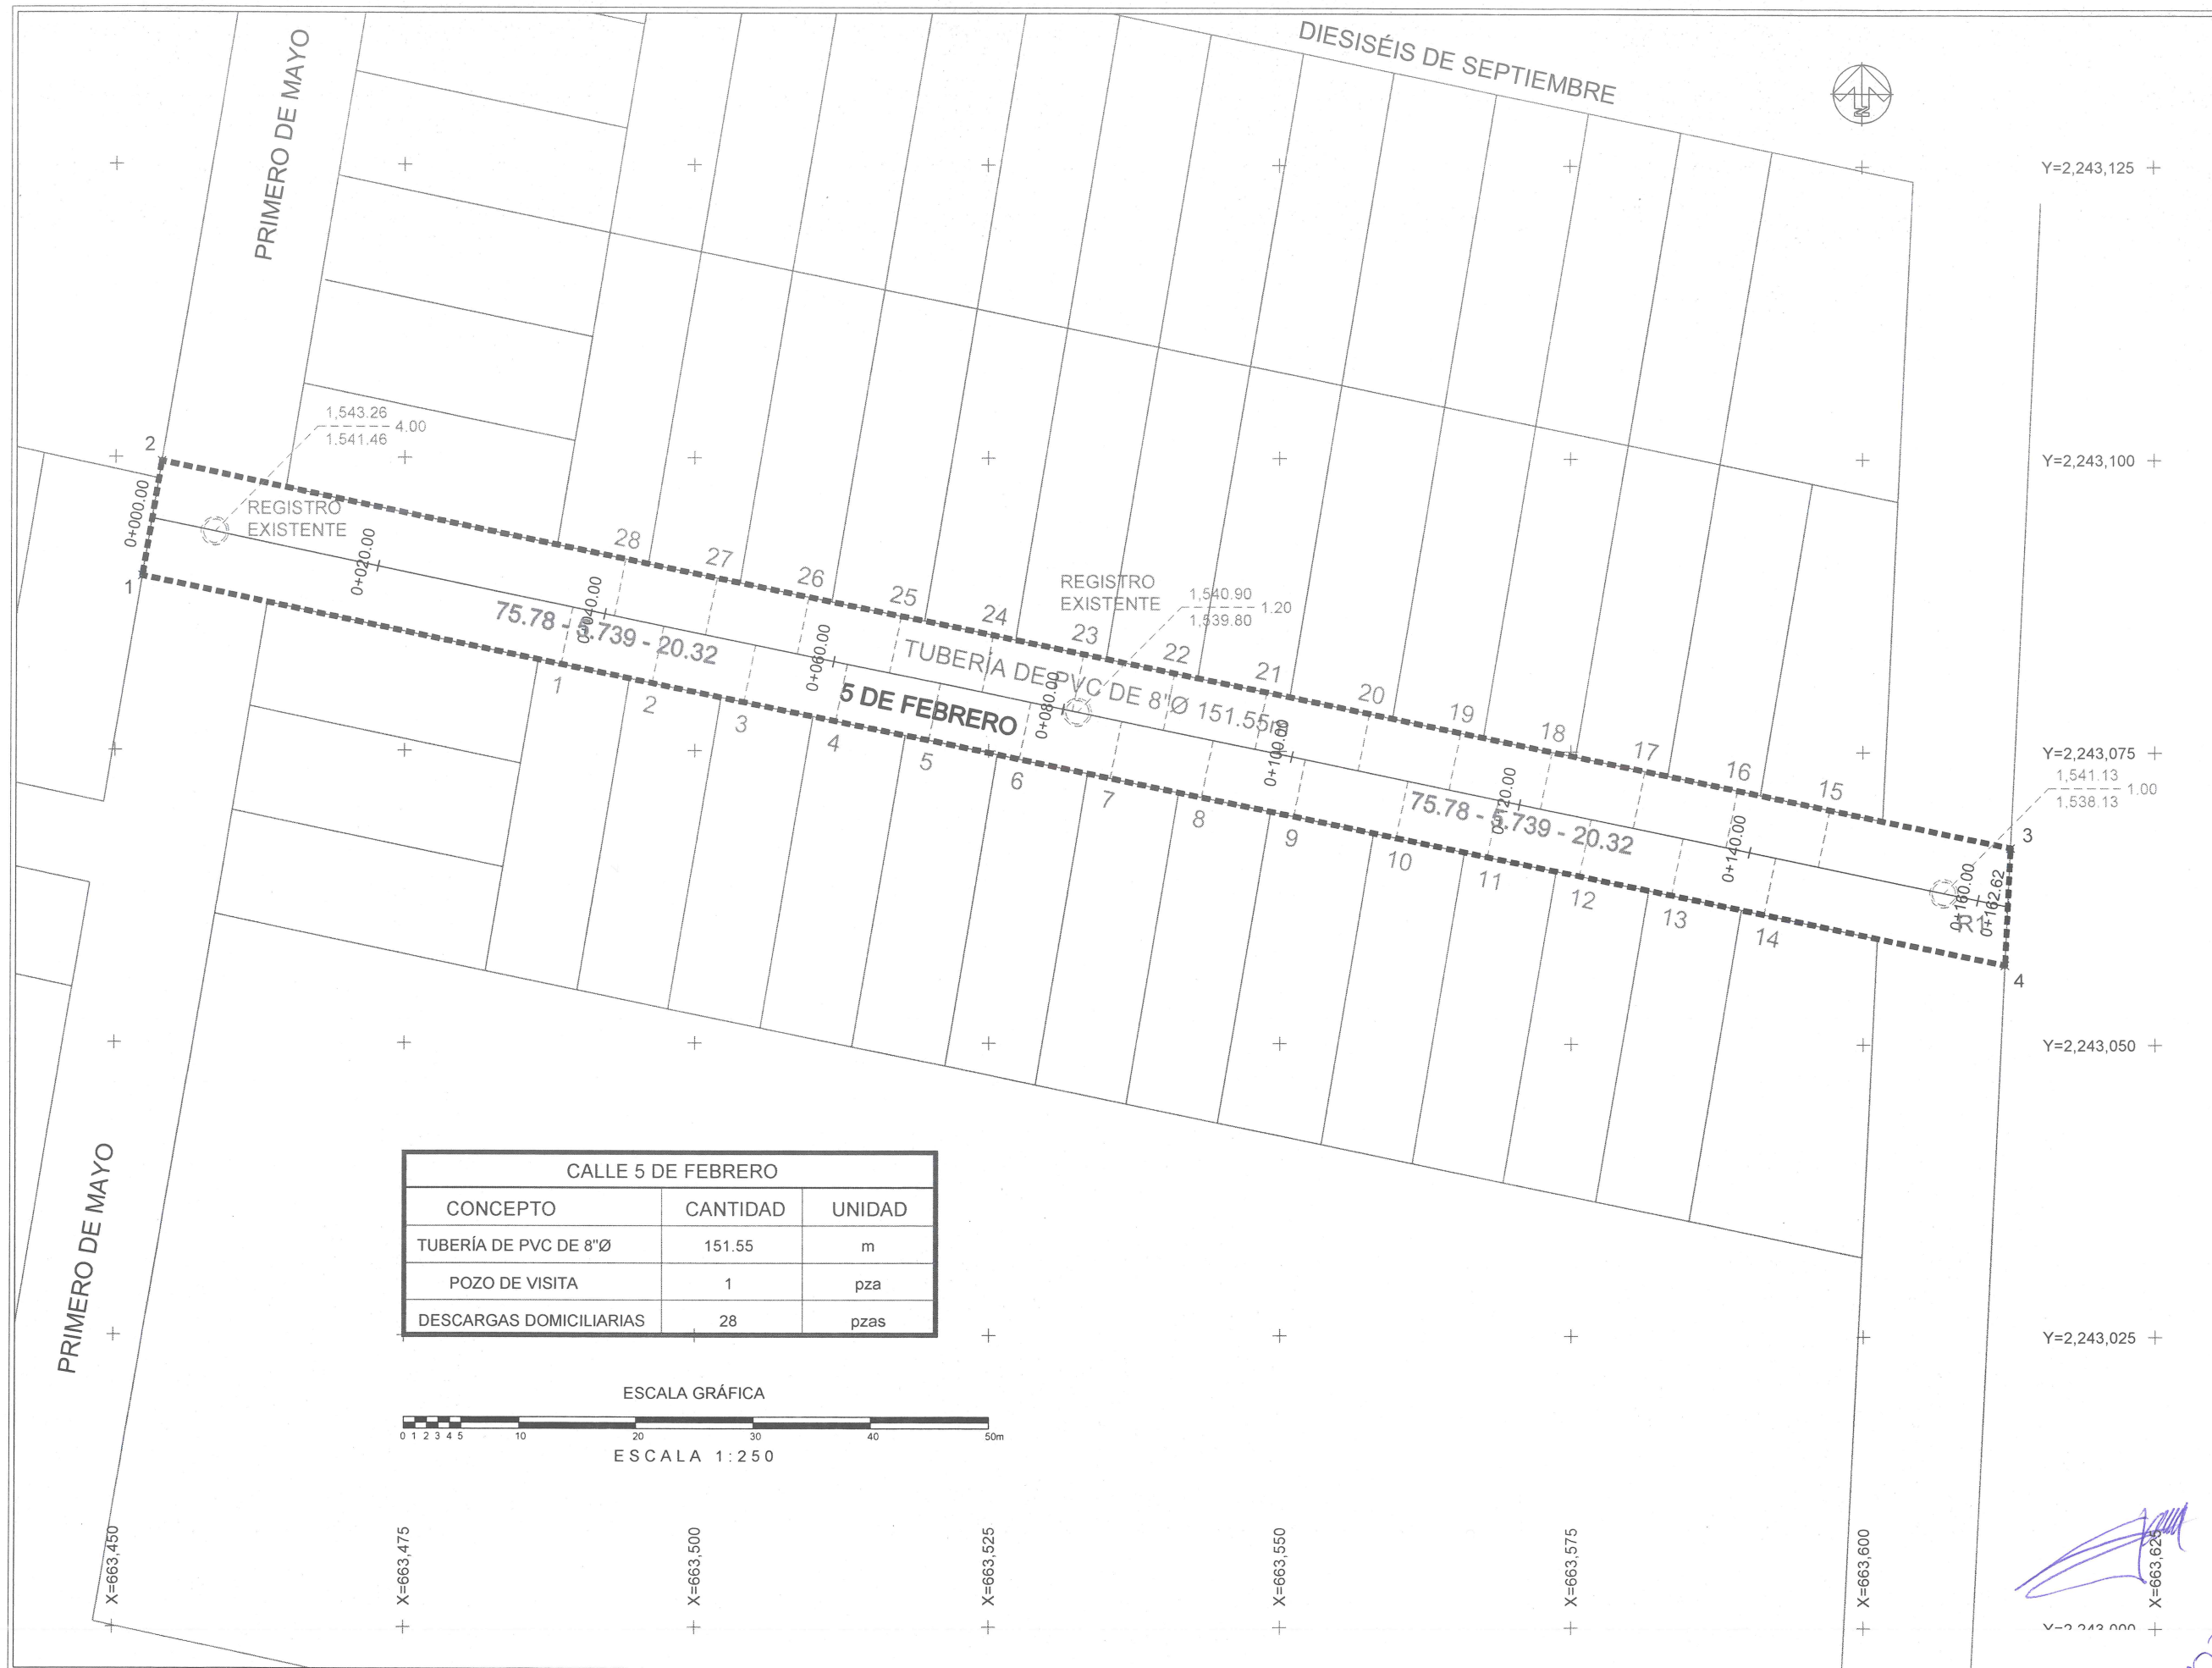 DIESISÉIS DE SEPTIEMBRE
PRIMERO DE MAYO
N
Y=2,243,125
Y=2,243,100
Y=2,243,075
Y=2,243,050
Y=2,243,025
Y=2,243,000
1,543.26
4.00
1,541.46
2
1
0+000.00
REGISTRO
EXISTENTE
0+020.00
28
27
26
25
24
23
22
21
20
19
18
17
16
15
0+040.00
75.78 - 5.739 - 20.32
0+060.00
REGISTRO
EXISTENTE
1,540.90
1.20
1,539.80
TUBERÍA DE PVC DE 8"Ø 151.55m
5 DE FEBRERO
0+080.00
0+100.00
0+120.00
75.78 - 5.739 - 20.32
0+140.00
1,541.13
1.00
1,538.13
3
0+160.00
0+162.62
R1
4
1
2
3
4
5
6
7
8
9
10
11
12
13
14
PRIMERO DE MAYO
CALLE 5 DE FEBRERO
CONCEPTO CANTIDAD UNIDAD
TUBERÍA DE PVC DE 8"Ø 151.55 m
POZO DE VISITA 1 pza
DESCARGAS DOMICILIARIAS 28 pzas
ESCALA GRÁFICA
0 1 2 3 4 5 10 20 30 40 50m
ESCALA 1:250
X=663,450
X=663,475
X=663,500
X=663,525
X=663,550
X=663,575
X=663,600
X=663,625